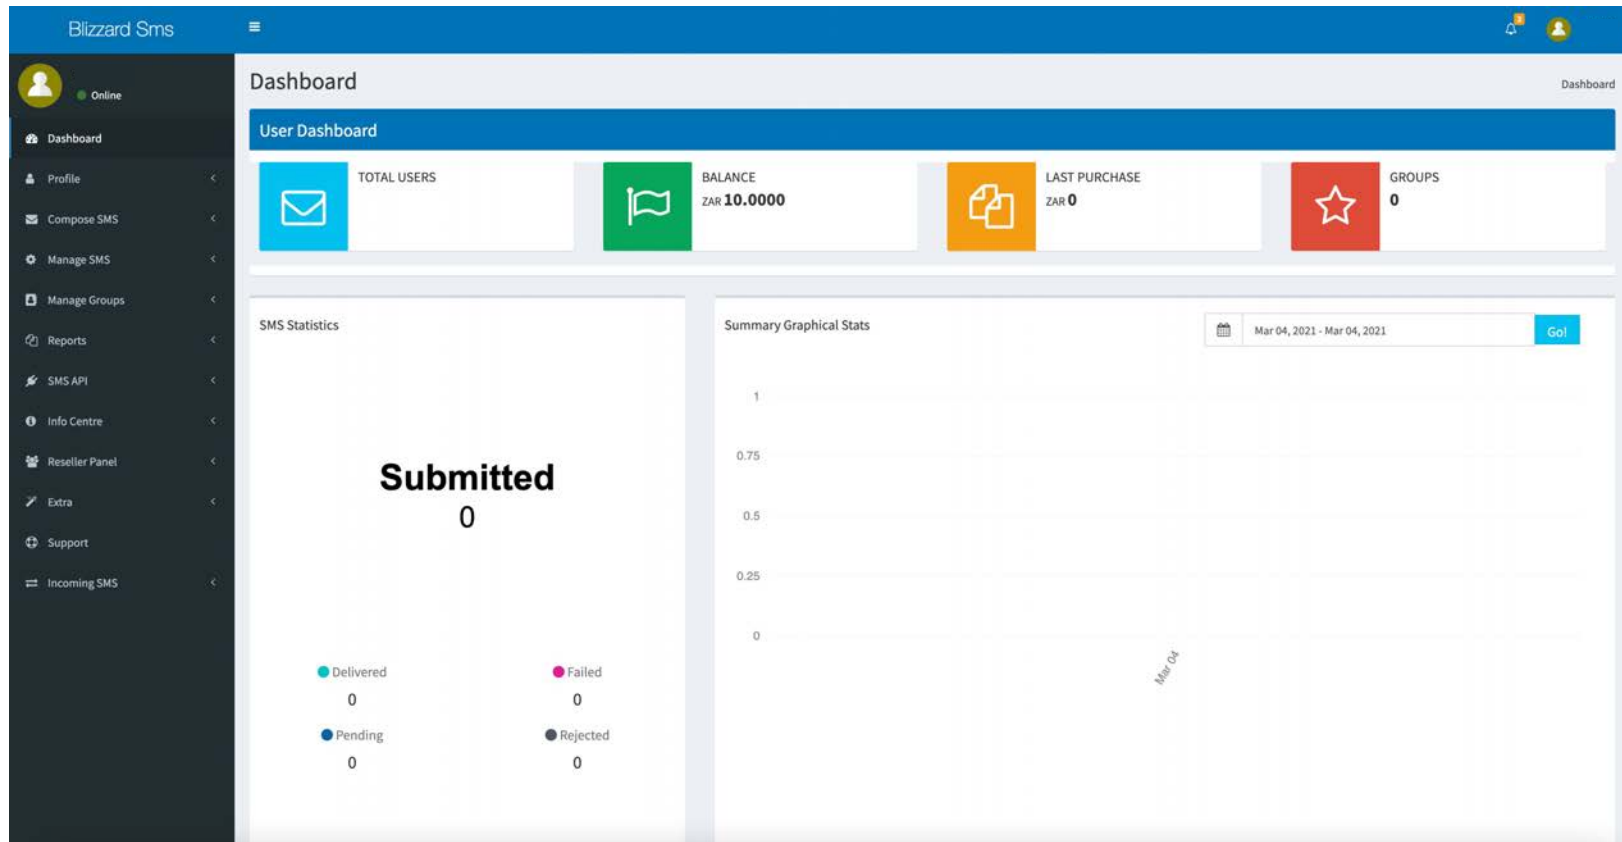 Blizzard Sms
3
Online
Dashboard
Profile
Compose SMS
Manage SMS
Manage Groups
Reports
SMS API
Info Centre
Reseller Panel
Extra
Support
Incoming SMS
Dashboard
Dashboard
User Dashboard
TOTAL USERS
BALANCE
ZAR 10.0000
LAST PURCHASE
ZAR 0
GROUPS
0
SMS Statistics
Submitted
0
Delivered
0
Failed
0
Pending
0
Rejected
0
Summary Graphical Stats
Mar 04, 2021 - Mar 04, 2021
Go!
1
0.75
0.5
0.25
0
Mar 04